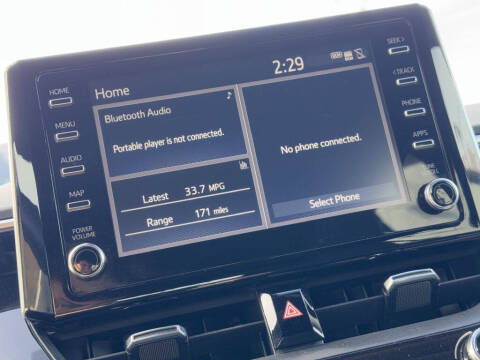 2:29
Home
Bluetooth Audio
Portable player is not connected.
Latest 33.7 MPG
Range 171 miles
No phone connected.
Select Phone
HOME
MENU
AUDIO
MAP
POWER
VOLUME
SEEK >
< TRACK
PHONE
APPS
SCROLL